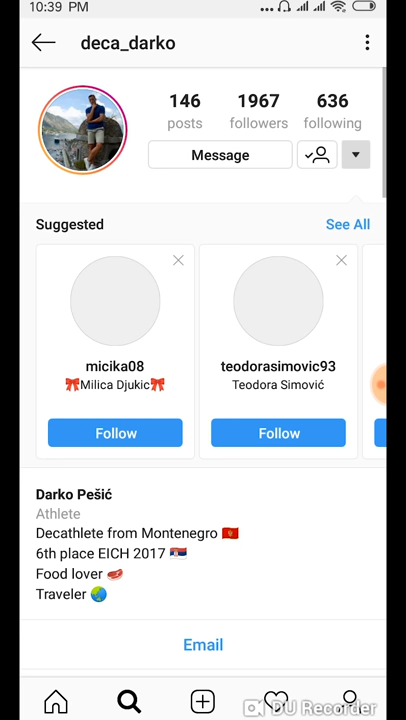 10:39 PM
deca_darko
146 1967 636
posts followers following
Message
Suggested See All
micika08 teodorasimovic93
🎀Milica Djukic🎀 Teodora Simović
Follow Follow
Darko Pešić
Athlete
Decathlete from Montenegro 🇲🇪
6th place EICH 2017 🇷🇸
Food lover 🥩
Traveler 🌏
Email
DU Recorder